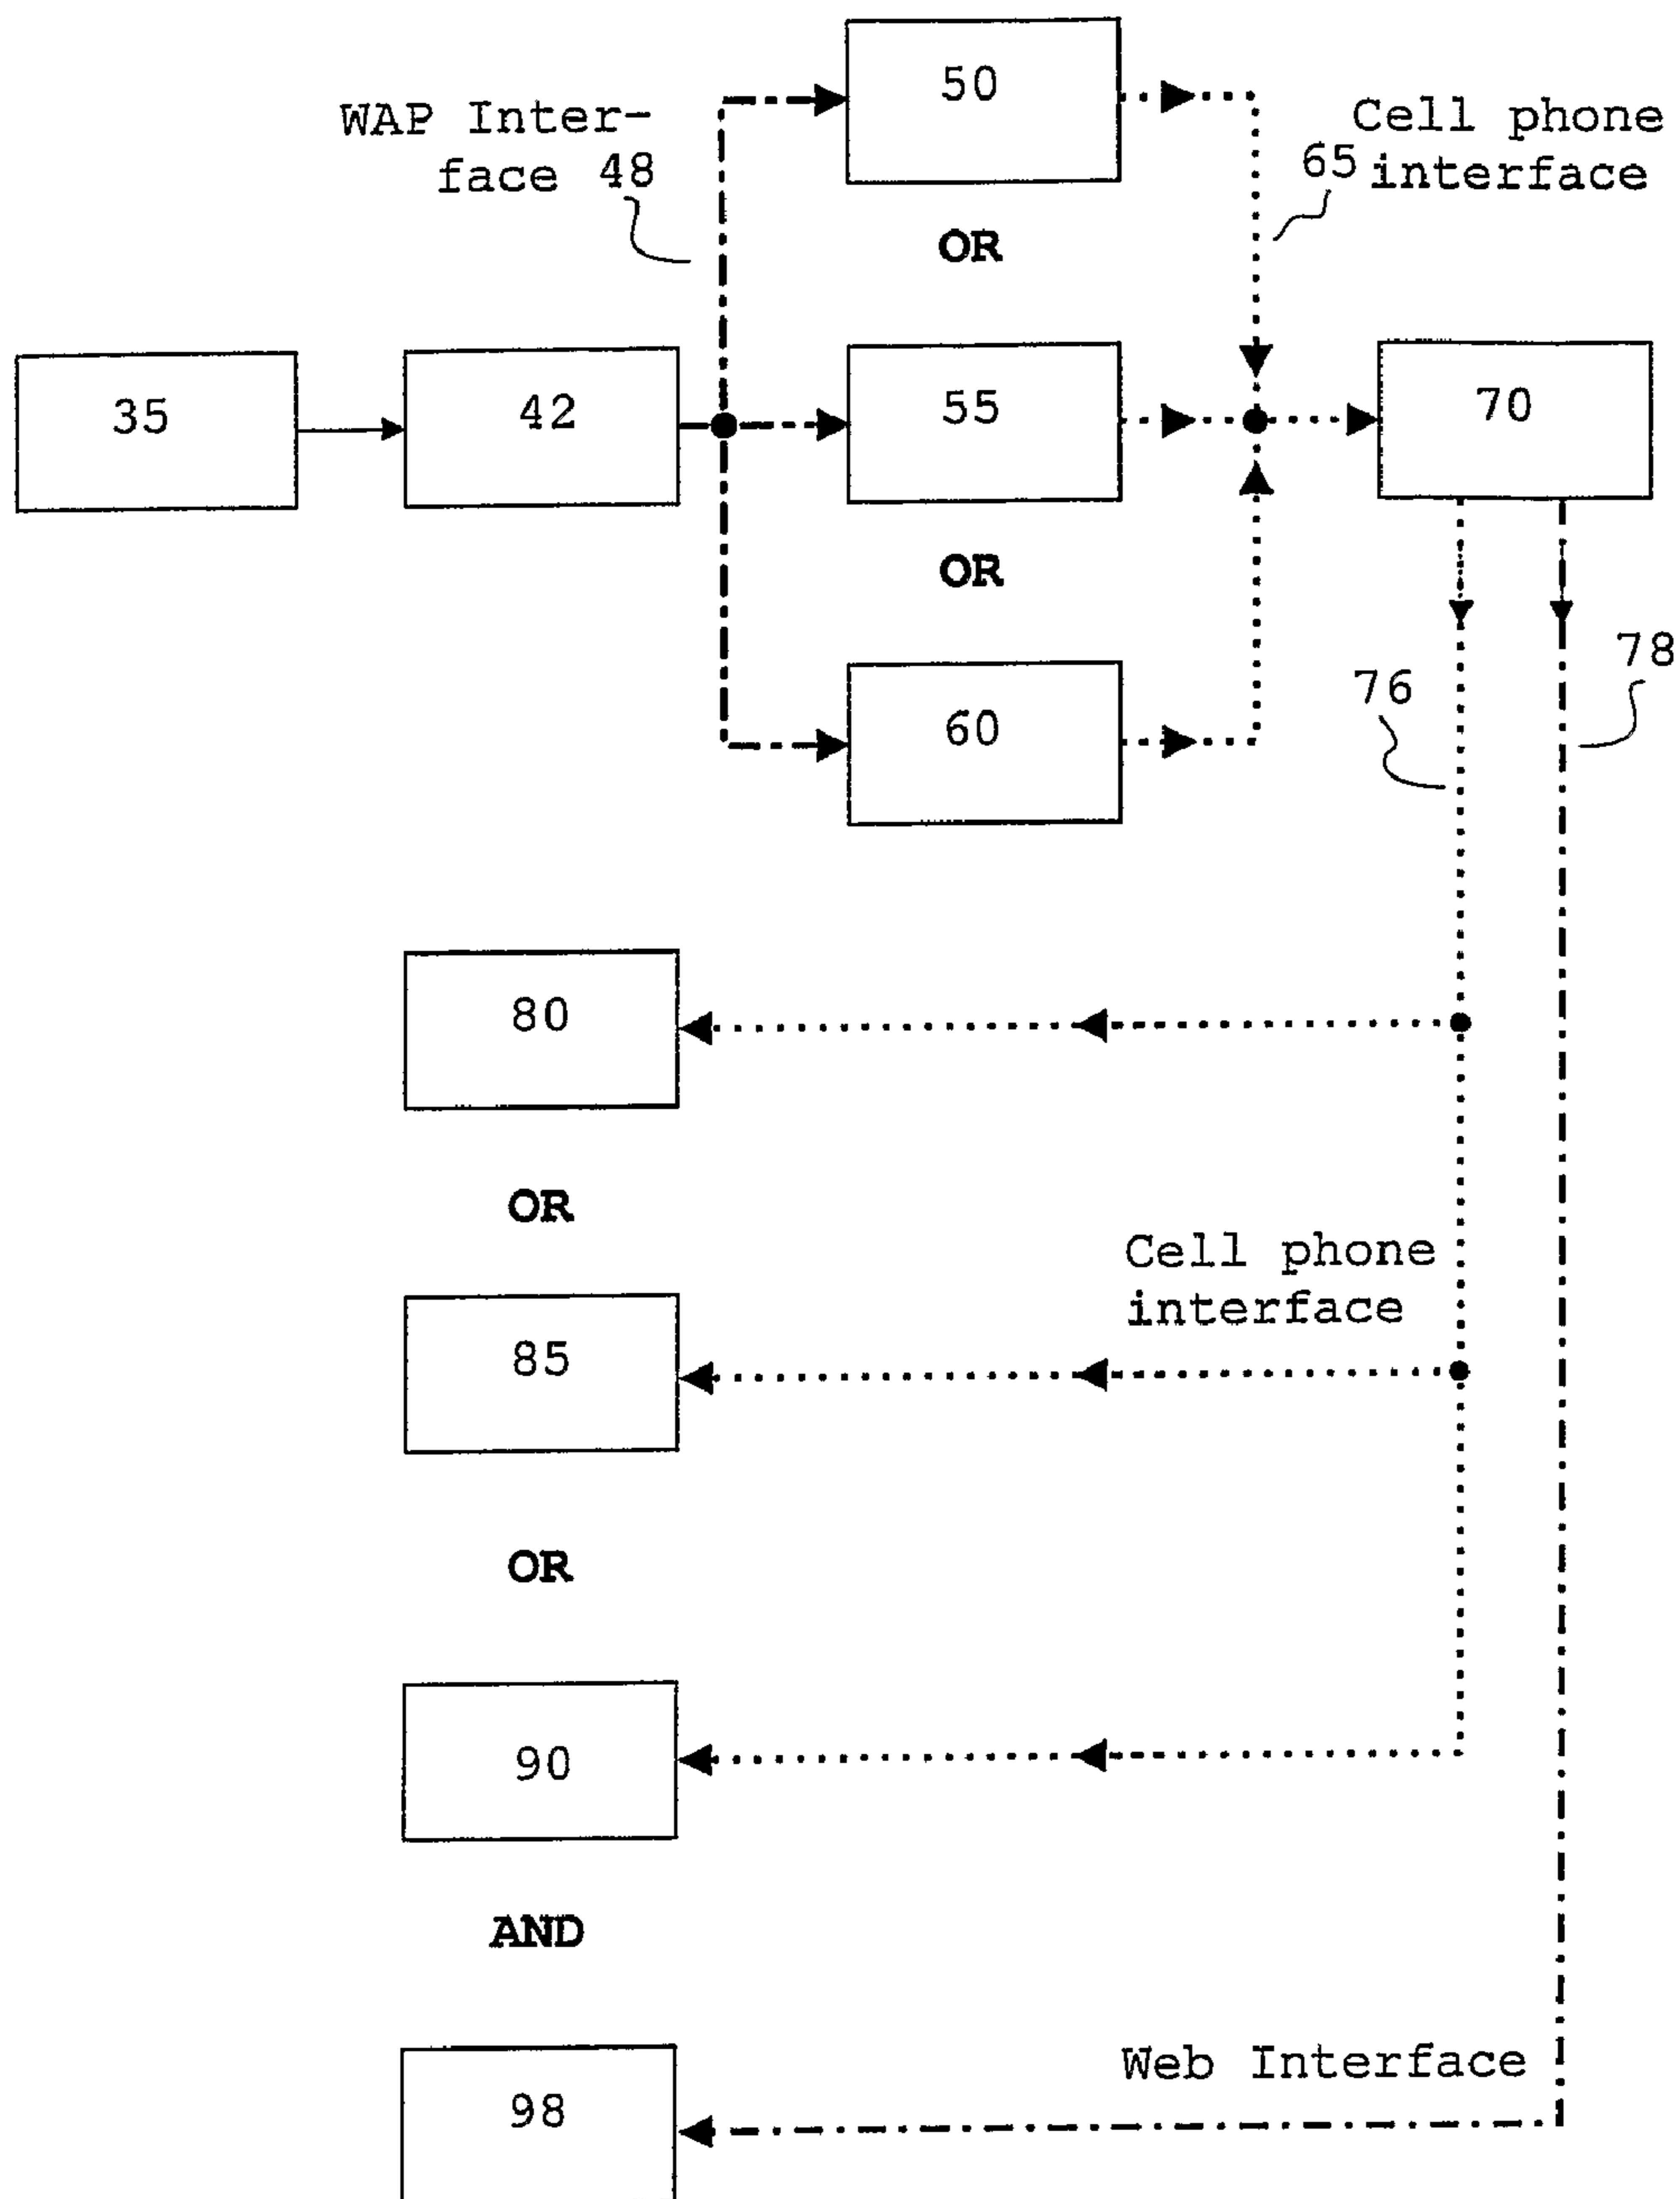 50
WAP Inter-
face 48
Cell phone
65 interface
OR
35
42
55
70
OR
60
76
78
80
OR
Cell phone
interface
85
OR
90
AND
Web Interface
98